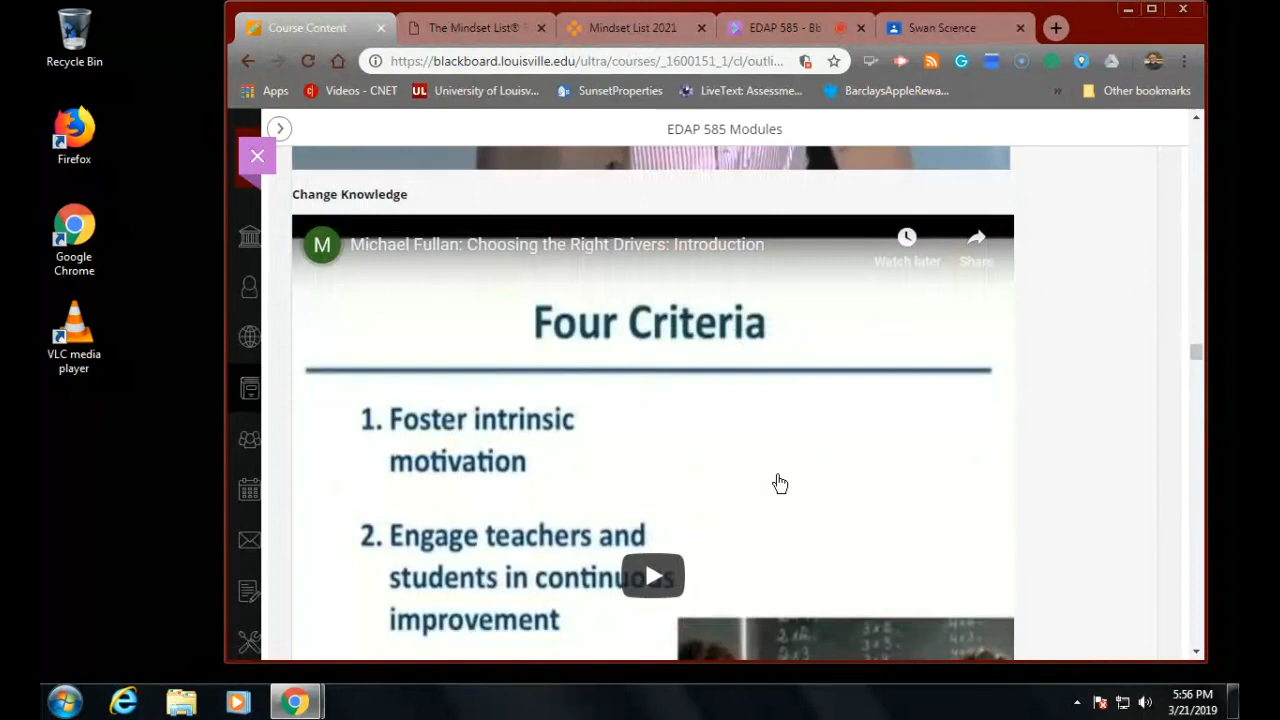 Recycle Bin
Firefox
Google
Chrome
VLC media
player
Course Content
The Mindset List®
Mindset List 2021
EDAP 585 - Bb
Swan Science
https://blackboard.louisville.edu/ultra/courses/_1600151_1/cl/outli...
Apps
Videos - CNET
UL University of Louisv...
SunsetProperties
LiveText: Assessme...
BarclaysAppleRewa...
»
Other bookmarks
EDAP 585 Modules
Change Knowledge
M
Michael Fullan: Choosing the Right Drivers: Introduction
Watch later
Share
Four Criteria
1. Foster intrinsic
motivation
2. Engage teachers and
students in continuous
improvement
5:56 PM
3/21/2019